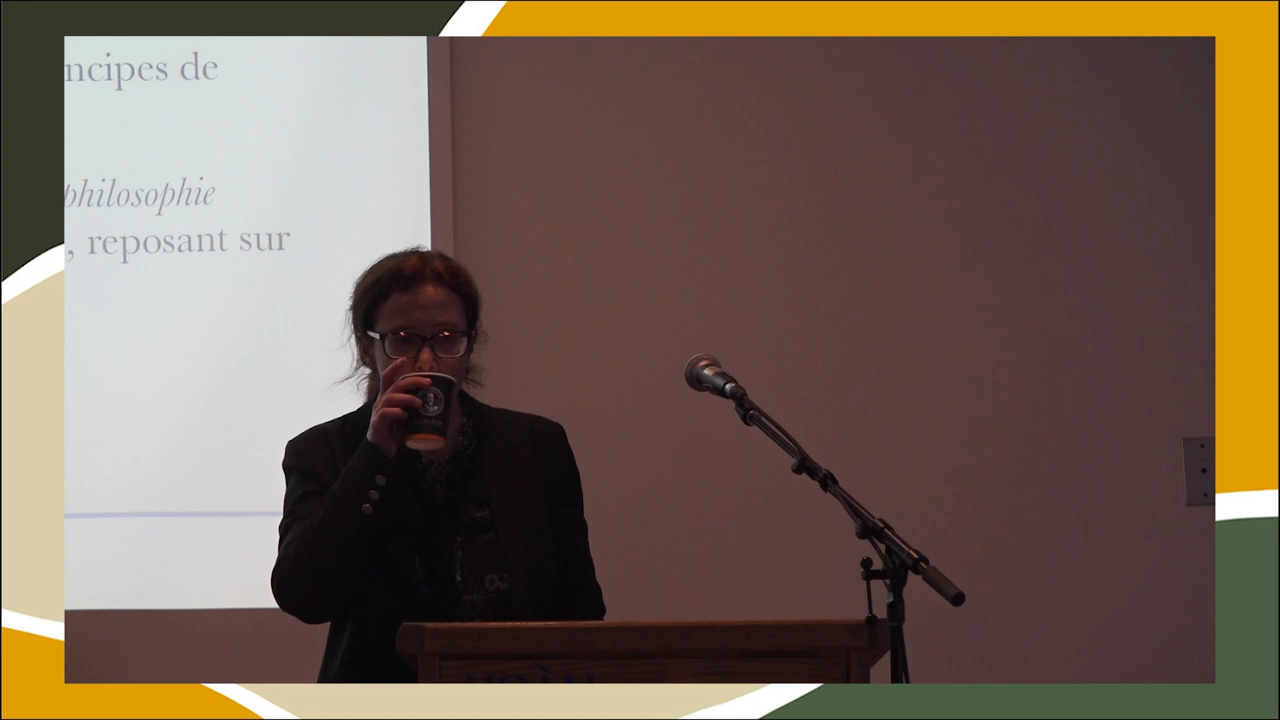 ncipes de
philosophie
, reposant sur